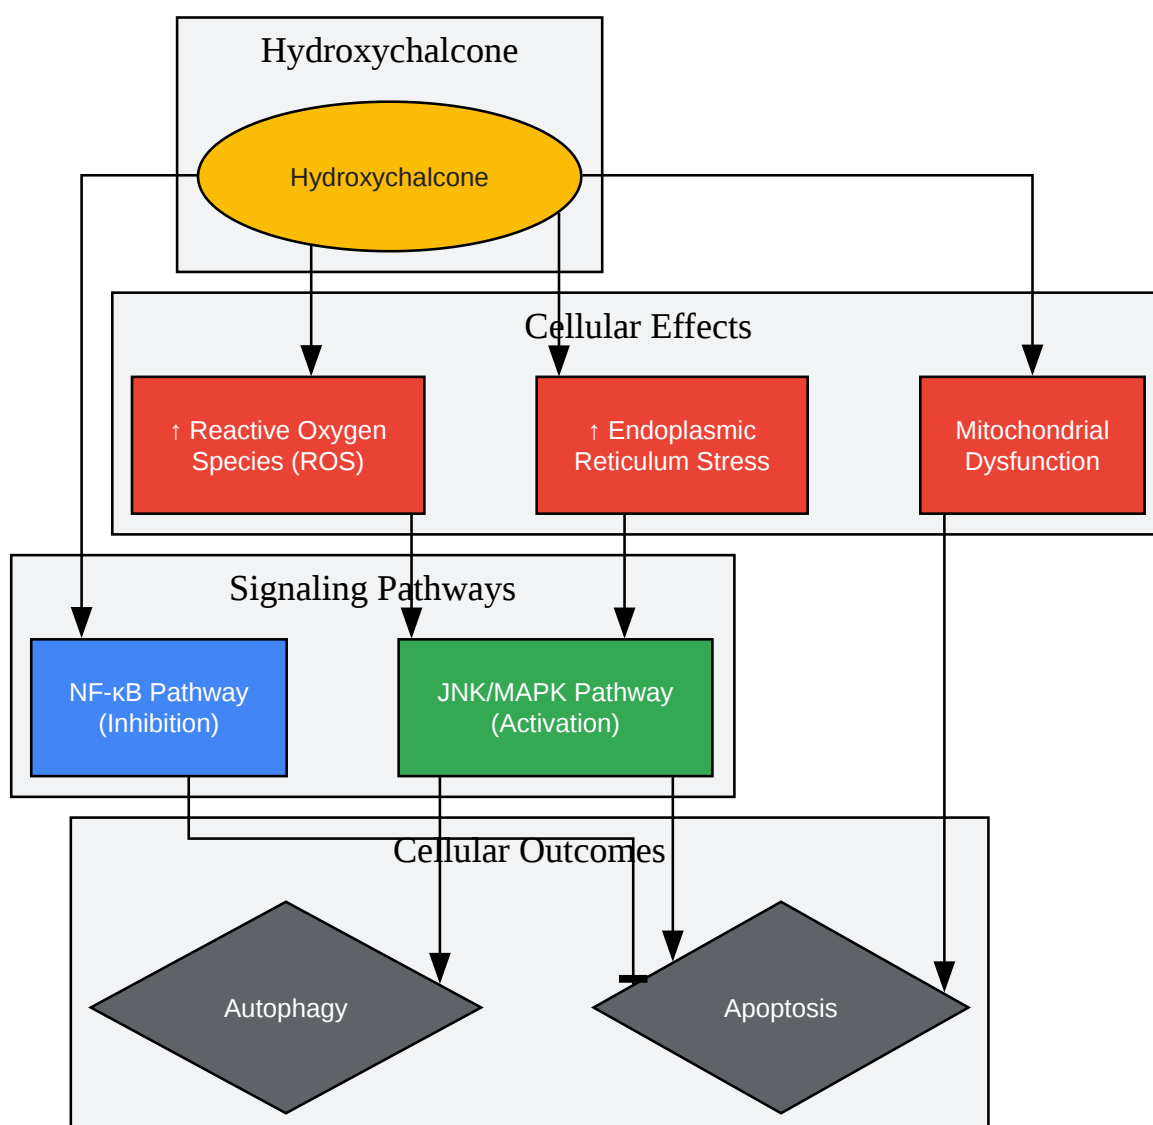 Hydroxychalcone
Hydroxychalcone
Cellular Effects
↑ Reactive Oxygen
Species (ROS)
↑ Endoplasmic
Reticulum Stress
Mitochondrial
Dysfunction
Signaling Pathways
NF-κB Pathway
(Inhibition)
JNK/MAPK Pathway
(Activation)
Cellular Outcomes
Autophagy
Apoptosis